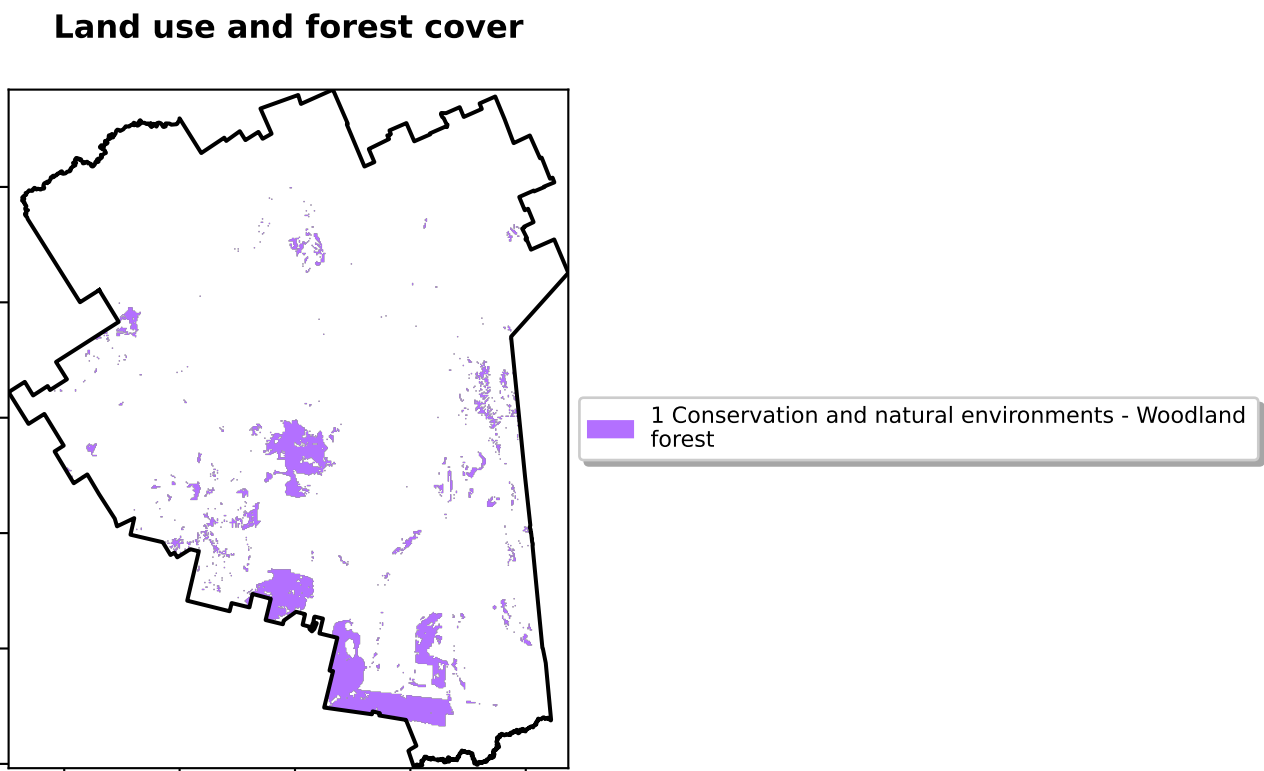 Land use and forest cover
1 Conservation and natural environments - Woodland
forest